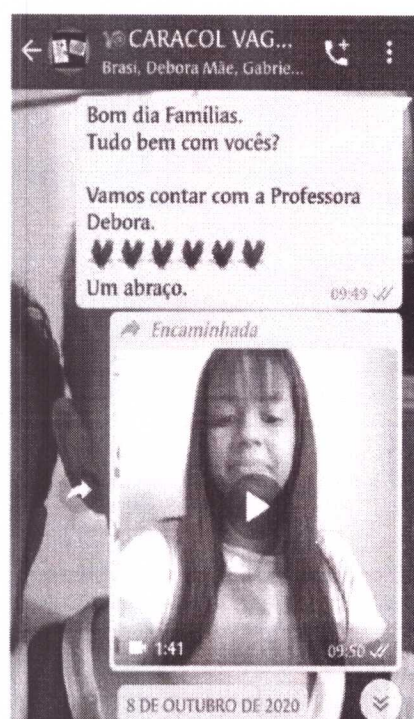 CARACOL VAG...
Brasi, Debora Mãe, Gabrie...
Bom dia Famílias.
Tudo bem com vocês?
Vamos contar com a Professora
Debora.
Um abraço.
09:49
Encaminhada
1:41
09:50
8 DE OUTUBRO DE 2020